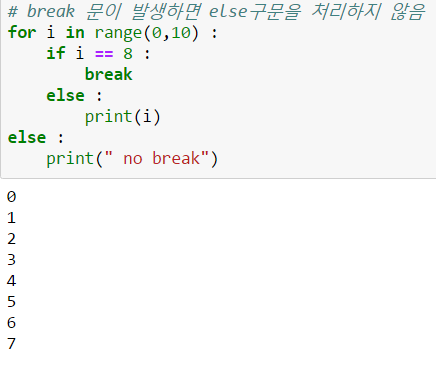 # break 문이 발생하면 else구문을 처리하지 않음
for i in range(0,10) :
    if i == 8 :
        break
    else :
        print(i)
else :
    print(" no break")
0
1
2
3
4
5
6
7